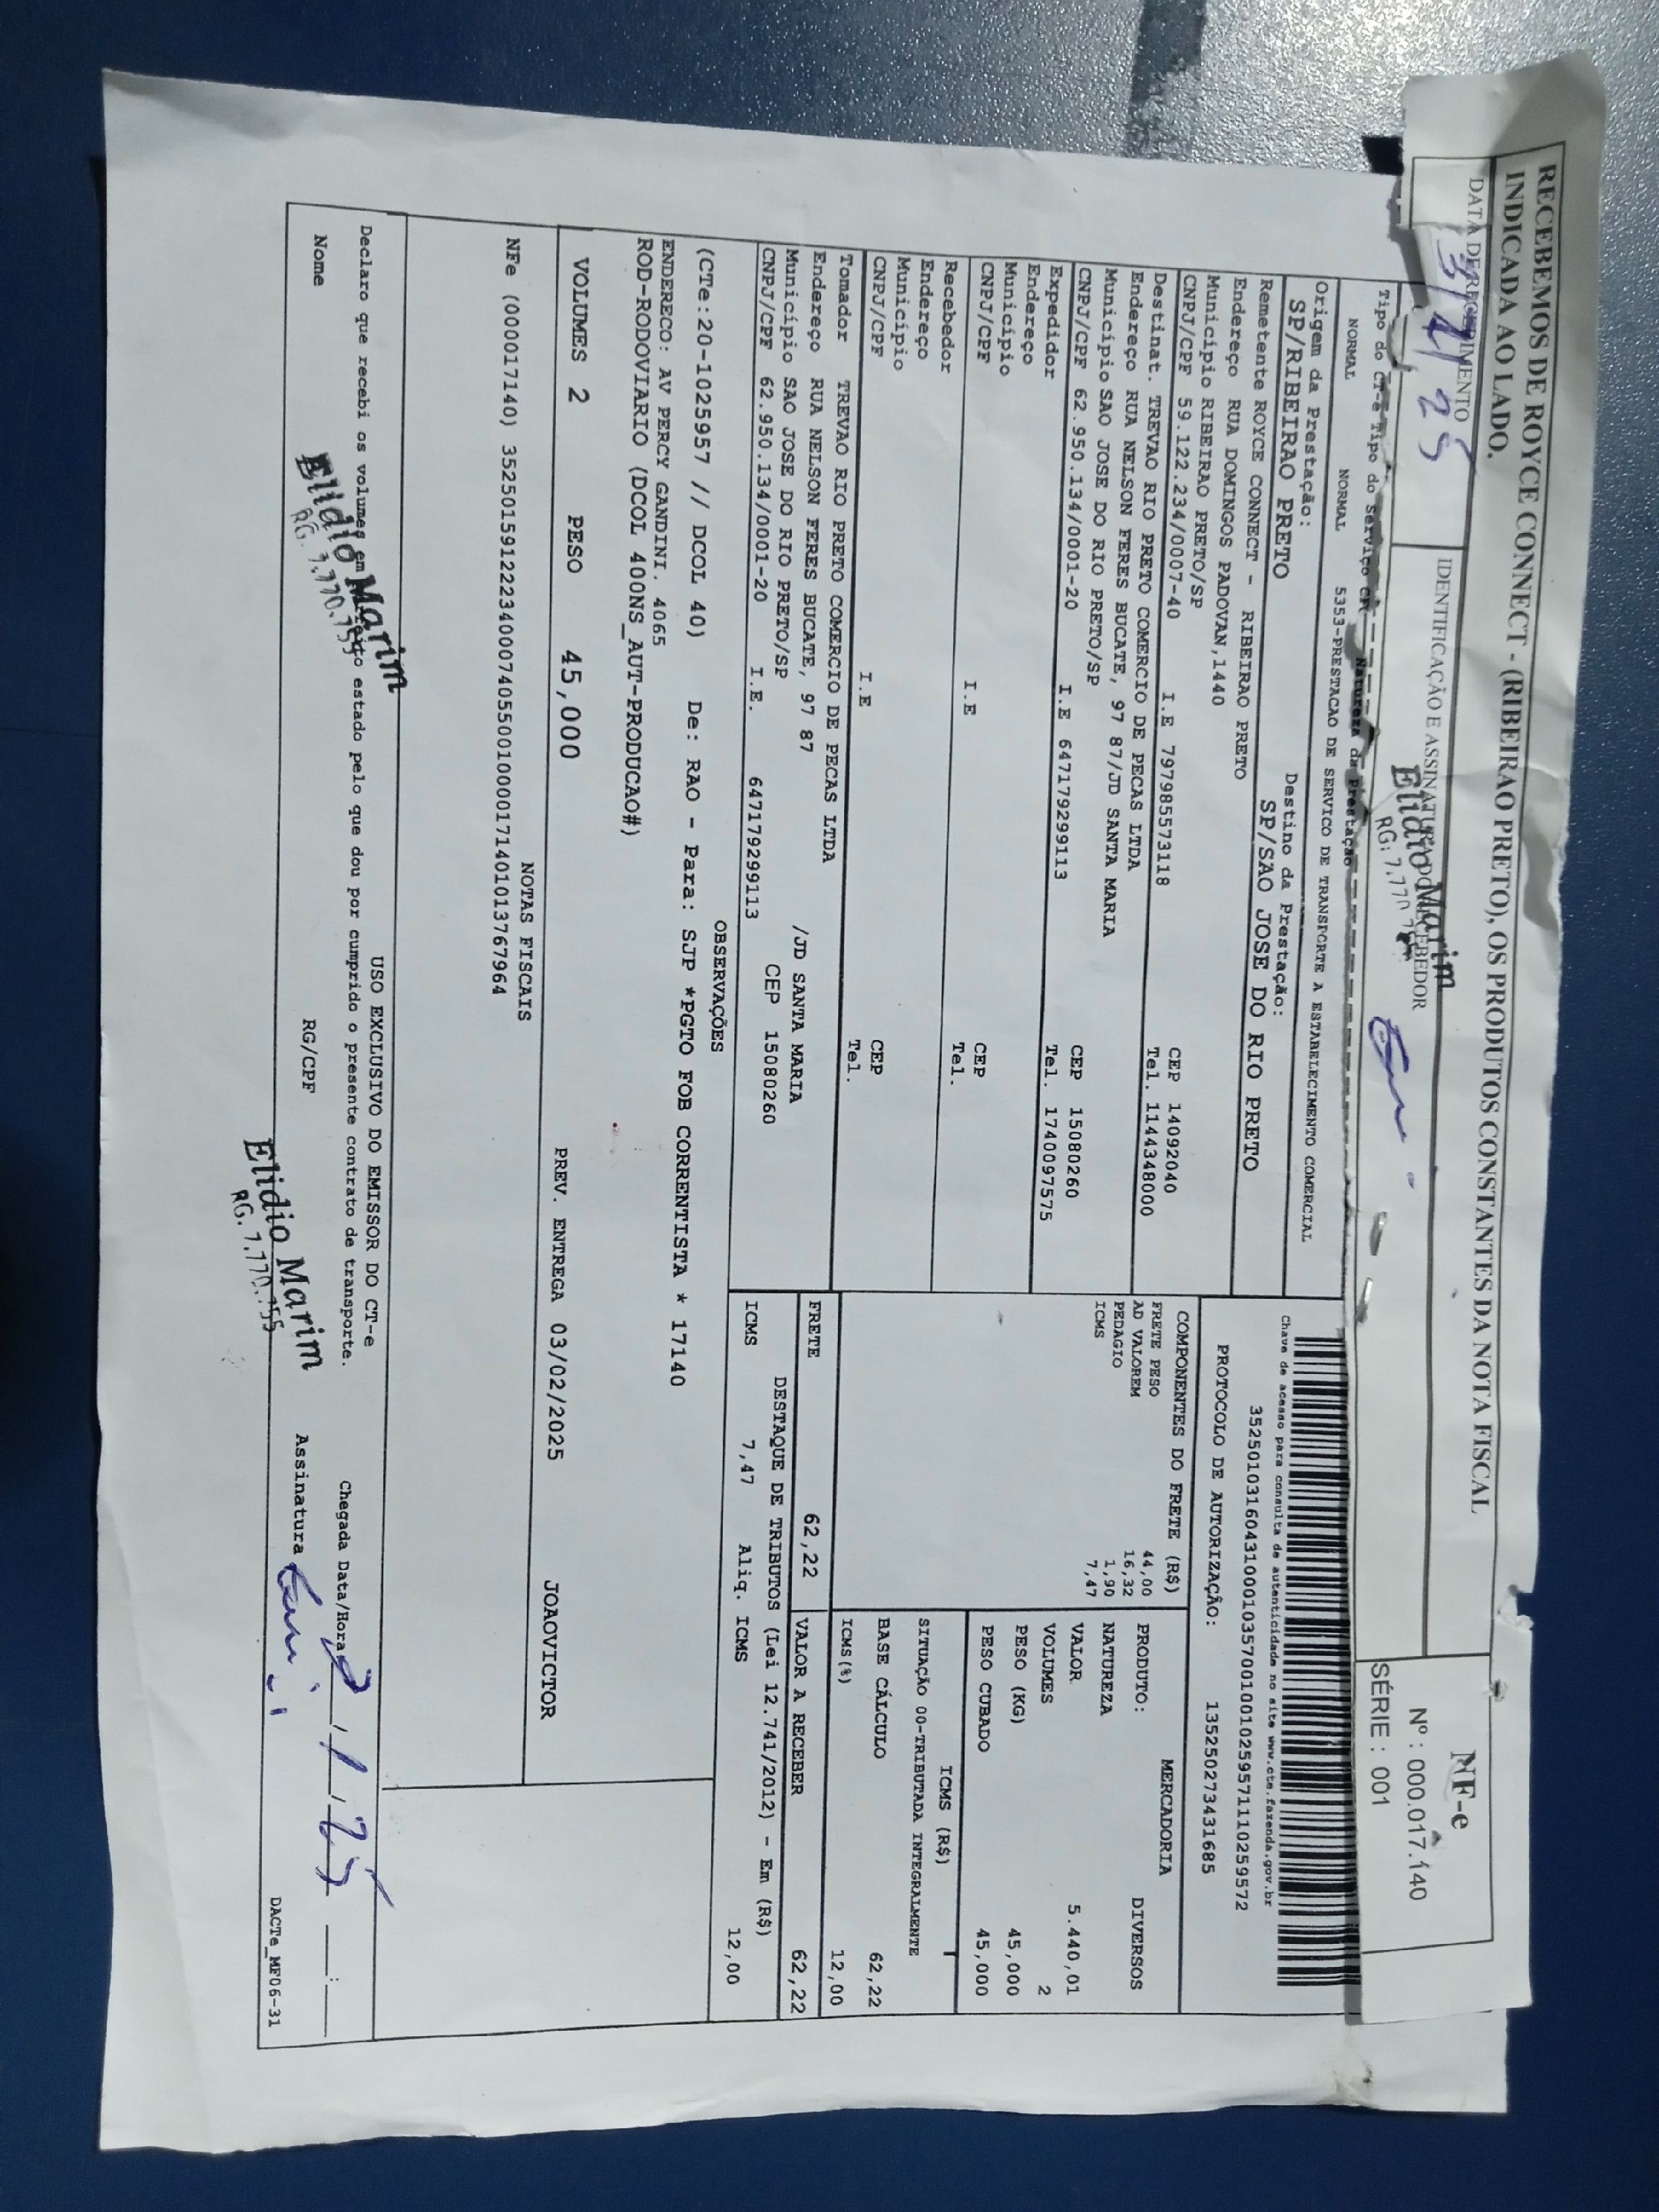 RECEBEMOS DE ROYCE CONNECT - (RIBEIRAO PRETO), OS PRODUTOS CONSTANTES DA NOTA FISCAL
INDICADA AO LADO.
DATA DE RECEBIMENTO
IDENTIFICAÇÃO E ASSINATURA DO RECEBEDOR
Elidio Marim
NF-e
Nº : 000.017.140
SÉRIE : 001
Tipo do CT-e Tipo do Serviço CFOP Natureza da Prestação
NORMAL NORMAL 5353-PRESTACAO DE SERVICO DE TRANSPORTE A ESTABELECIMENTO COMERCIAL
Origem da Prestação: Destino da Prestação:
SP/RIBEIRAO PRETO SP/SAO JOSE DO RIO PRETO
Remetente ROYCE CONNECT - RIBEIRAO PRETO
Endereço RUA DOMINGOS PADOVAN,1440
Município RIBEIRAO PRETO/SP CEP 14092040
CNPJ/CPF 59.122.234/0007-40 I.E 797985573118 Tel. 1144348000
Destinat. TREVAO RIO PRETO COMERCIO DE PECAS LTDA
Endereço RUA NELSON FERES BUCATE, 97 87/JD SANTA MARIA
Município SAO JOSE DO RIO PRETO/SP CEP 15080260
CNPJ/CPF 62.950.134/0001-20 I.E 647179299113 Tel. 1740097575
Expedidor
Endereço
Município CEP
CNPJ/CPF I.E Tel.
Recebedor
Endereço
Município CEP
CNPJ/CPF I.E Tel.
Tomador TREVAO RIO PRETO COMERCIO DE PECAS LTDA
Endereço RUA NELSON FERES BUCATE, 97 87 /JD SANTA MARIA
Município SAO JOSE DO RIO PRETO/SP CEP 15080260
CNPJ/CPF 62.950.134/0001-20 I.E. 647179299113
Chave de acesso para consulta de autenticidade no site www.cte.fazenda.gov.br
35250103160431000103570010010259571110259572
PROTOCOLO DE AUTORIZAÇÃO: 135250273431685
COMPONENTES DO FRETE (R$)
FRETE PESO 44,00
AD VALOREM 16,32
PEDAGIO 1,90
ICMS 7,47
MERCADORIA
PRODUTO: DIVERSOS
NATUREZA
VALOR 5.440,01
VOLUMES 2
PESO (KG) 45,000
PESO CUBADO 45,000
ICMS (R$)
SITUAÇÃO 00-TRIBUTADA INTEGRALMENTE
BASE CÁLCULO 62,22
ICMS(%) 12,00
FRETE 62,22 VALOR A RECEBER 62,22
DESTAQUE DE TRIBUTOS (Lei 12.741/2012) - Em (R$)
ICMS 7,47 Aliq. ICMS 12,00
OBSERVAÇÕES
(CTe:20-1025957 // DCOL 40) De: RAO - Para: SJP *PGTO FOB CORRENTISTA * 17140
ENDERECO: AV PERCY GANDINI, 4065
ROD-RODOVIARIO (DCOL 400NS_AUT-PRODUCAO#)
VOLUMES 2 PESO 45,000 PREV. ENTREGA 03/02/2025 JOAOVICTOR
NOTAS FISCAIS
NFe (000017140) 35250159122234000740550010000171401013767964
USO EXCLUSIVO DO EMISSOR DO CT-e
Declaro que recebi os volumes em perfeito estado pelo que dou por cumprido o presente contrato de transporte. Chegada Data/Hora
Nome RG/CPF Assinatura
Elidio Marim
RG. 7.770.755
Elidio Marim
RG. 7.770.755
DACTe_MF06-31